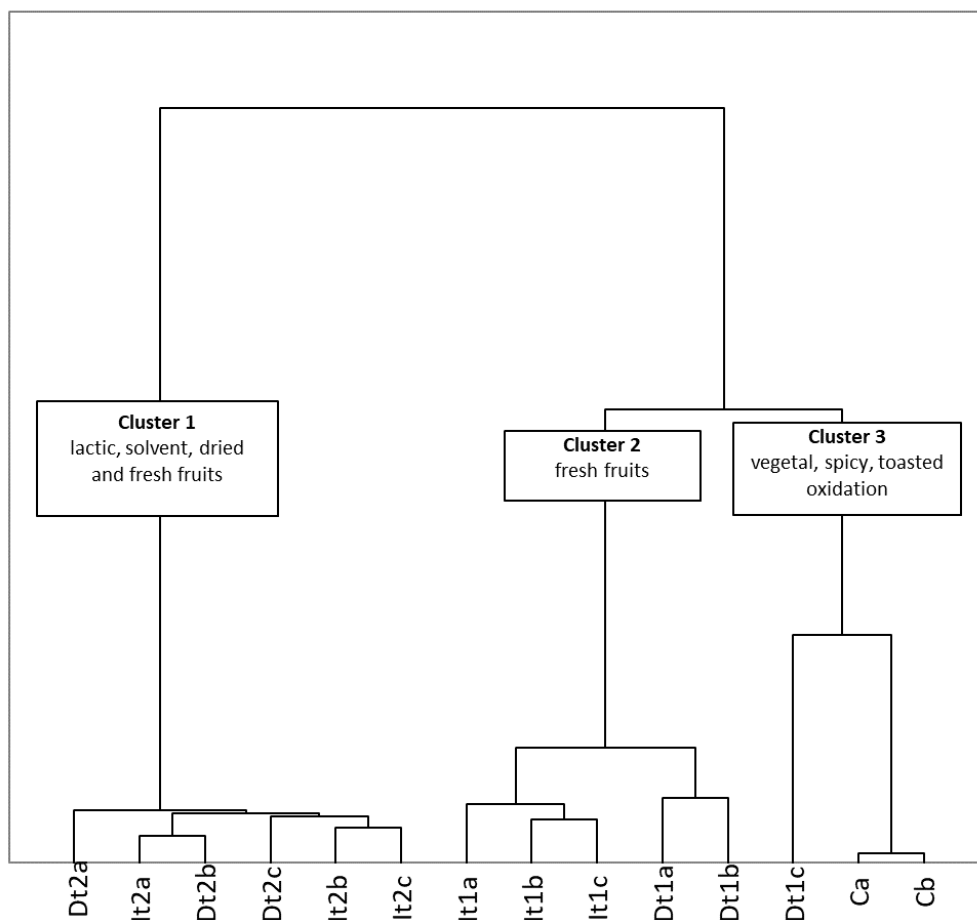 Cluster 1
lactic, solvent, dried
and fresh fruits
Cluster 2
fresh fruits
Cluster 3
vegetal, spicy, toasted
oxidation
Dt2a
It2a
Dt2b
Dt2c
It2b
It2c
It1a
It1b
It1c
Dt1a
Dt1b
Dt1c
Ca
Cb